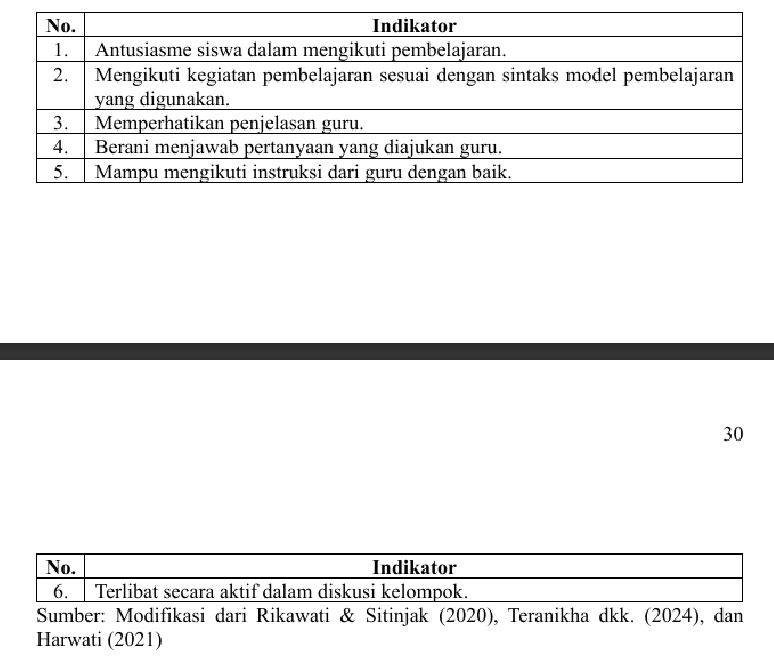 No. Indikator
1. Antusiasme siswa dalam mengikuti pembelajaran.
2. Mengikuti kegiatan pembelajaran sesuai dengan sintaks model pembelajaran
yang digunakan.
3. Memperhatikan penjelasan guru.
4. Berani menjawab pertanyaan yang diajukan guru.
5. Mampu mengikuti instruksi dari guru dengan baik.
30
No. Indikator
6. Terlibat secara aktif dalam diskusi kelompok.
Sumber: Modifikasi dari Rikawati & Sitinjak (2020), Teranikha dkk. (2024), dan
Harwati (2021)